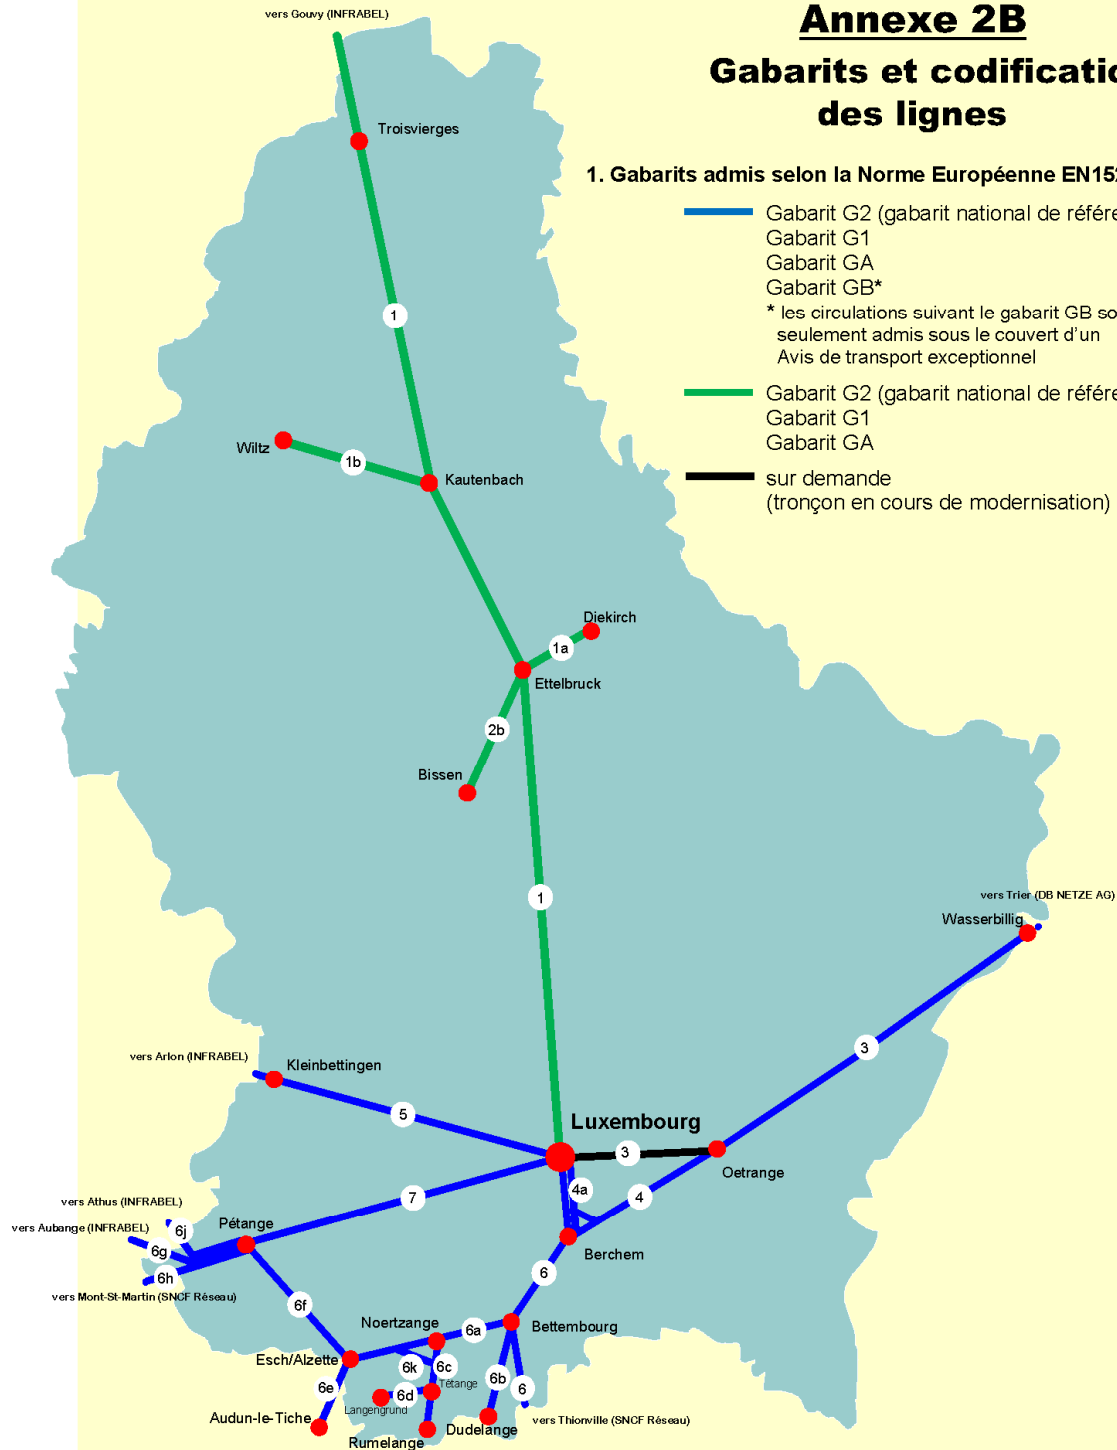 vers Gouvy (INFRABEL)
Annexe 2B
Gabarits et codificatio
des lignes
Troisvierges
1. Gabarits admis selon la Norme Européenne EN152
Gabarit G2 (gabarit national de référe
Gabarit G1
Gabarit GA
Gabarit GB*
* les circulations suivant le gabarit GB so
seulement admis sous le couvert d'un
Avis de transport exceptionnel
1
Gabarit G2 (gabarit national de référe
Gabarit G1
Gabarit GA
sur demande
(tronçon en cours de modernisation)
Wiltz
1b
Kautenbach
Diekirch
1a
Ettelbruck
2b
Bissen
1
vers Trier (DB NETZE AG)
Wasserbillig
3
vers Arlon (INFRABEL)
Kleinbettingen
5
Luxembourg
3
Oetrange
4a
4
7
vers Athus (INFRABEL)
vers Aubange (INFRABEL)
6j
Pétange
6g
6h
vers Mont-St-Martin (SNCF Réseau)
Berchem
6
6f
Noertzange
6a
Bettembourg
Esch/Alzette
6k
6c
6e
6d
Tétange
6b
6
Langengrund
Audun-le-Tiche
Rumelange
Dudelange
vers Thionville (SNCF Réseau)